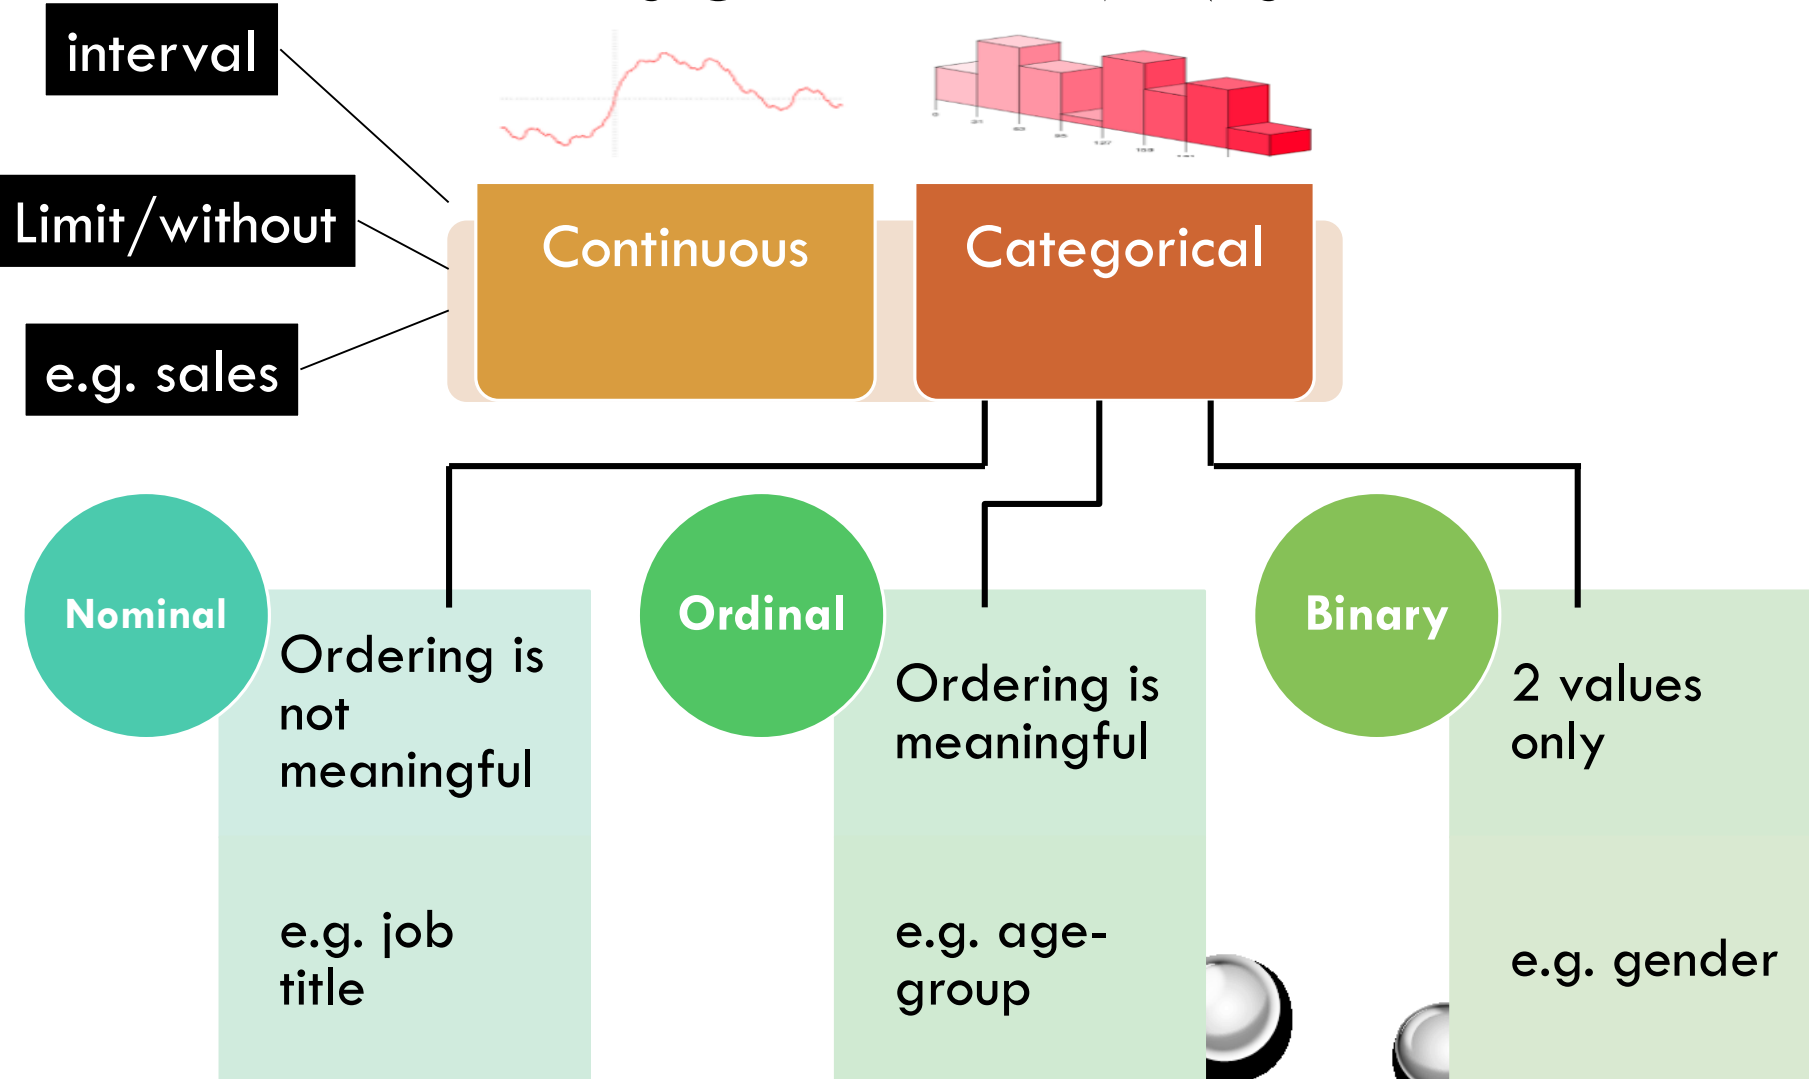 interval
Limit/without
e.g. sales
Continuous
Categorical
0
Nominal
Ordering is
not
meaningful
e.g. job
title
Ordinal
Ordering is
meaningful
e.g. age-
group
Binary
2 values
only
e.g. gender